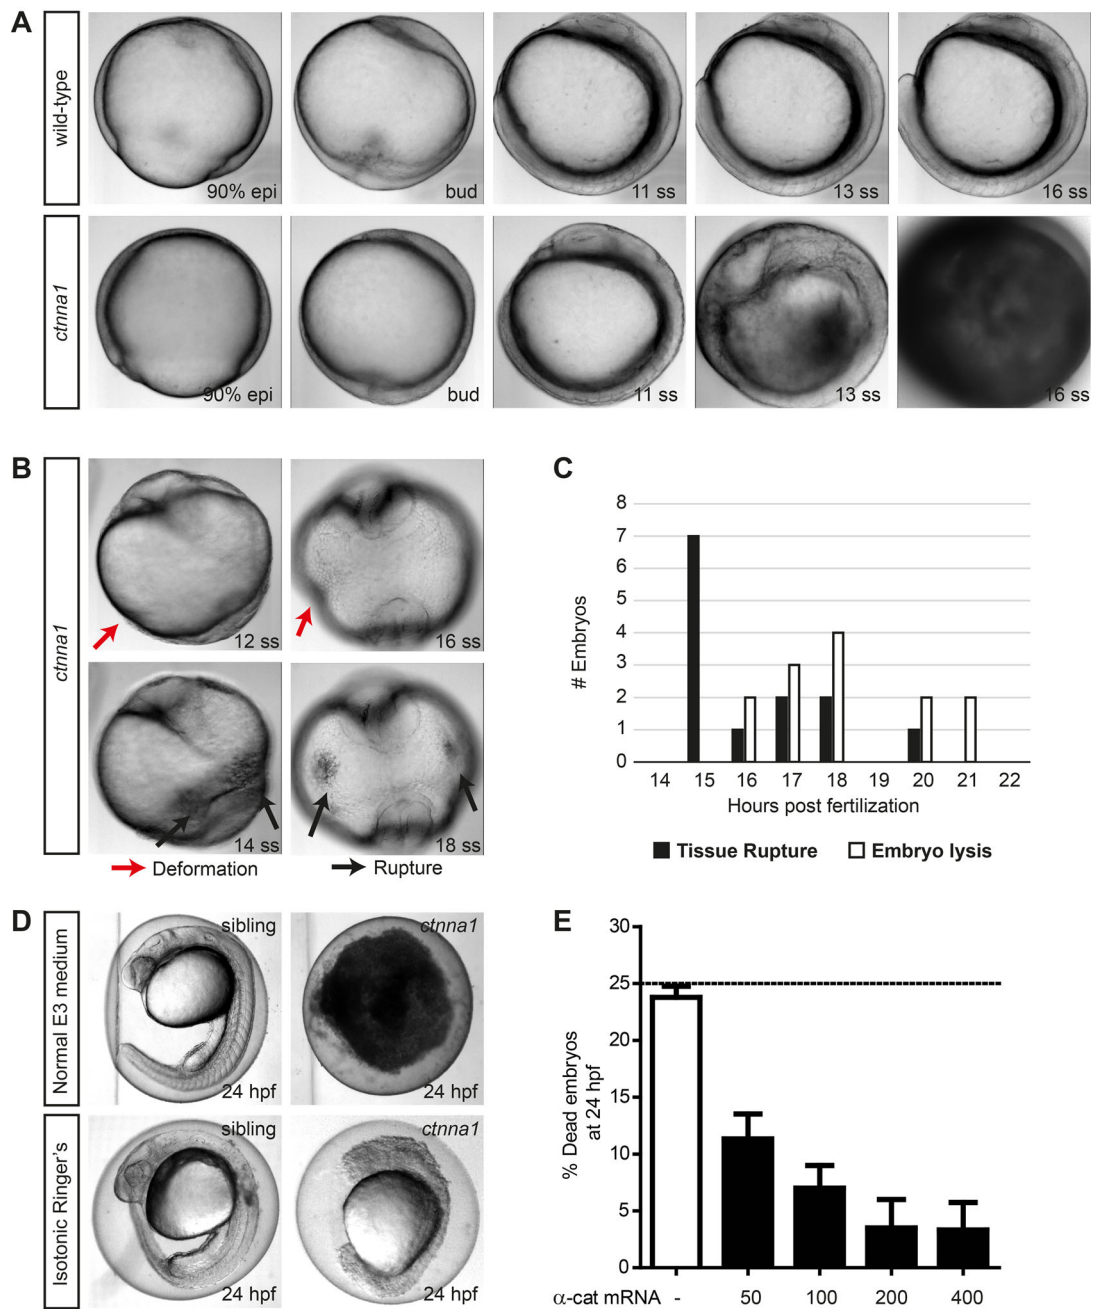 A
wild-type
90% epi
bud
11 ss
13 ss
16 ss
ctnna1
90% epi
bud
11 ss
13 ss
16 ss
B
ctnna1
12 ss
16 ss
14 ss
18 ss
Deformation
Rupture
C
# Embryos
8
7
6
5
4
3
2
1
0
14 15 16 17 18 19 20 21 22
Hours post fertilization
Tissue Rupture
Embryo lysis
D
Normal E3 medium
sibling
24 hpf
ctnna1
24 hpf
Isotonic Ringer's
sibling
24 hpf
ctnna1
24 hpf
E
% Dead embryos
at 24 hpf
30
25
20
15
10
5
0
α-cat mRNA - 50 100 200 400